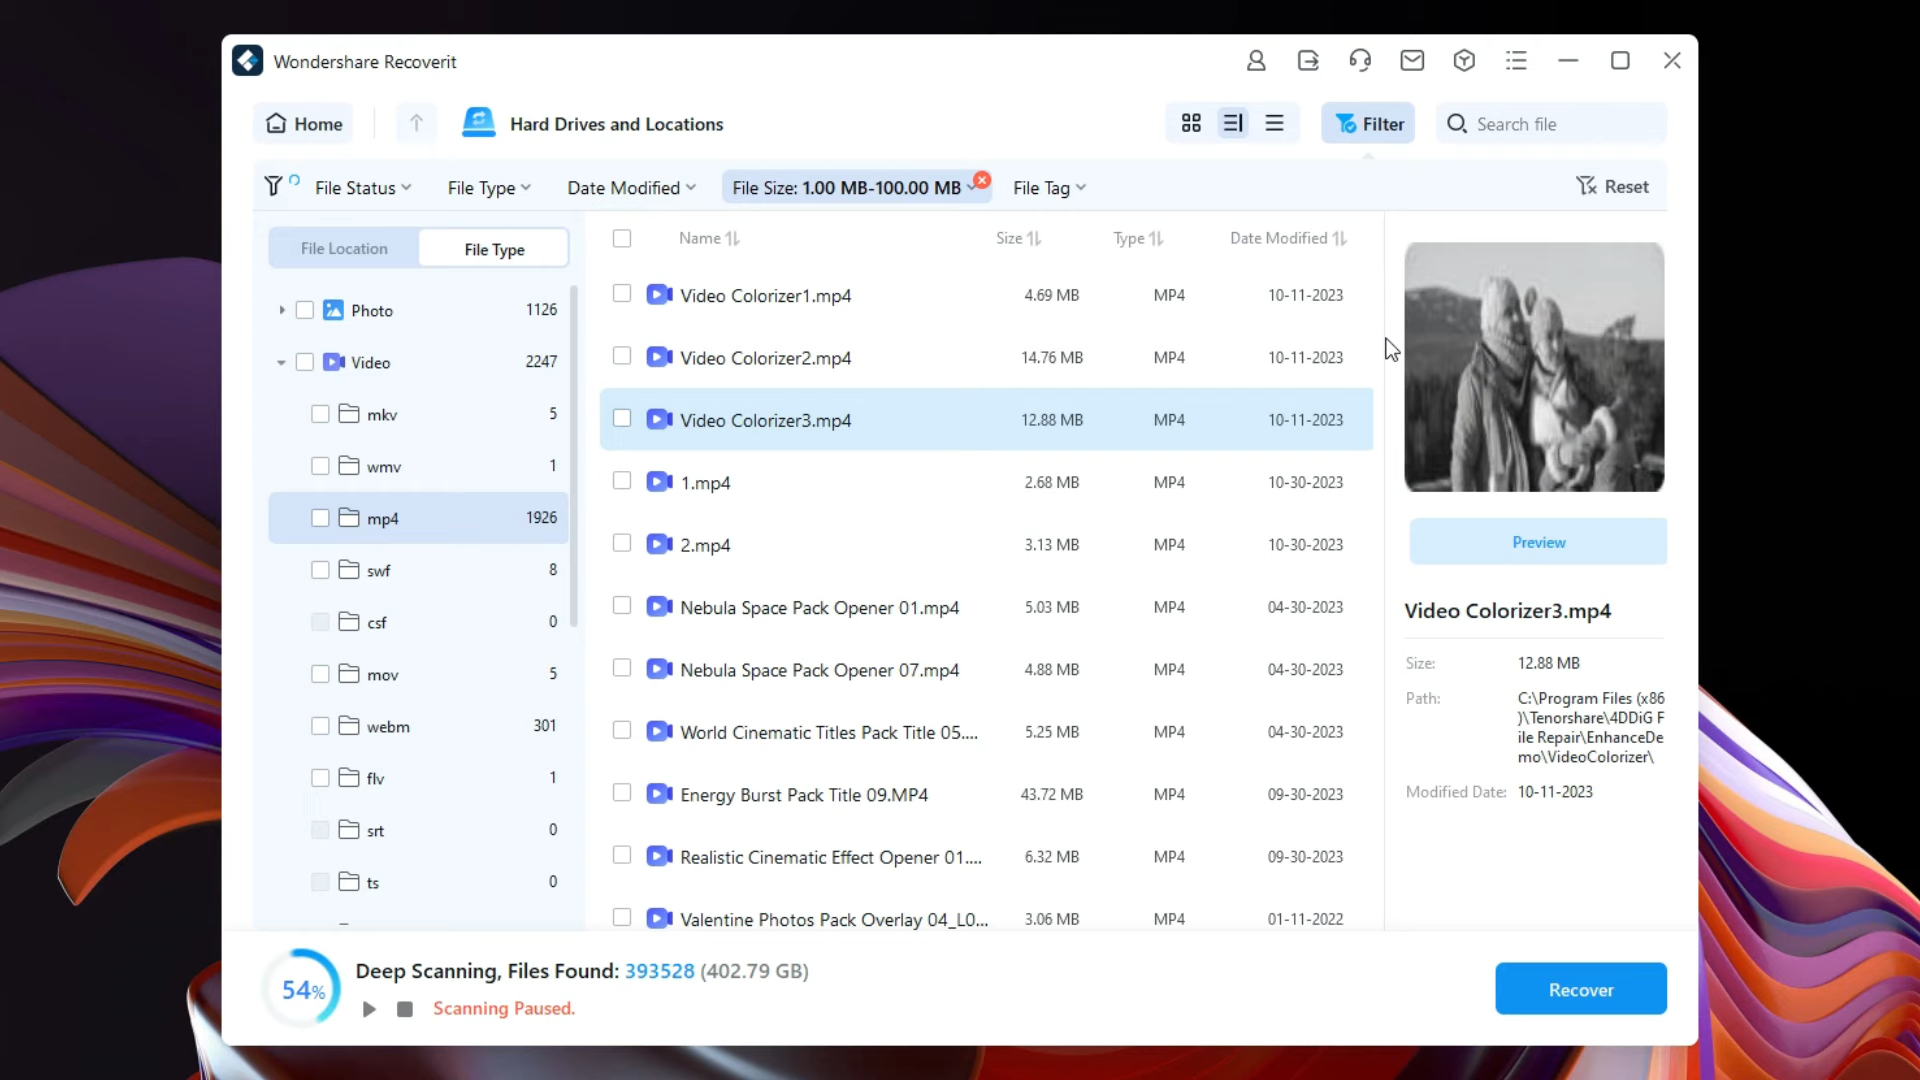 Wondershare Recoverit
Home
Hard Drives and Locations
Filter
Search file
File Status
File Type
Date Modified
File Size: 1.00 MB-100.00 MB
File Tag
Reset
File Location
File Type
Photo 1126
Video 2247
mkv 5
wmv 1
mp4 1926
swf 8
csf 0
mov 5
webm 301
flv 1
srt 0
ts 0
Name Size Type Date Modified
Video Colorizer1.mp4 4.69 MB MP4 10-11-2023
Video Colorizer2.mp4 14.76 MB MP4 10-11-2023
Video Colorizer3.mp4 12.88 MB MP4 10-11-2023
1.mp4 2.68 MB MP4 10-30-2023
2.mp4 3.13 MB MP4 10-30-2023
Nebula Space Pack Opener 01.mp4 5.03 MB MP4 04-30-2023
Nebula Space Pack Opener 07.mp4 4.88 MB MP4 04-30-2023
World Cinematic Titles Pack Title 05.... 5.25 MB MP4 04-30-2023
Energy Burst Pack Title 09.MP4 43.72 MB MP4 09-30-2023
Realistic Cinematic Effect Opener 01.... 6.32 MB MP4 09-30-2023
Valentine Photos Pack Overlay 04_L0... 3.06 MB MP4 01-11-2022
Preview
Video Colorizer3.mp4
Size: 12.88 MB
Path: C:\Program Files (x86
)\Tenorshare\4DDiG F
ile Repair\EnhanceDe
mo\VideoColorizer\
Modified Date: 10-11-2023
54%
Deep Scanning, Files Found: 393528 (402.79 GB)
Scanning Paused.
Recover